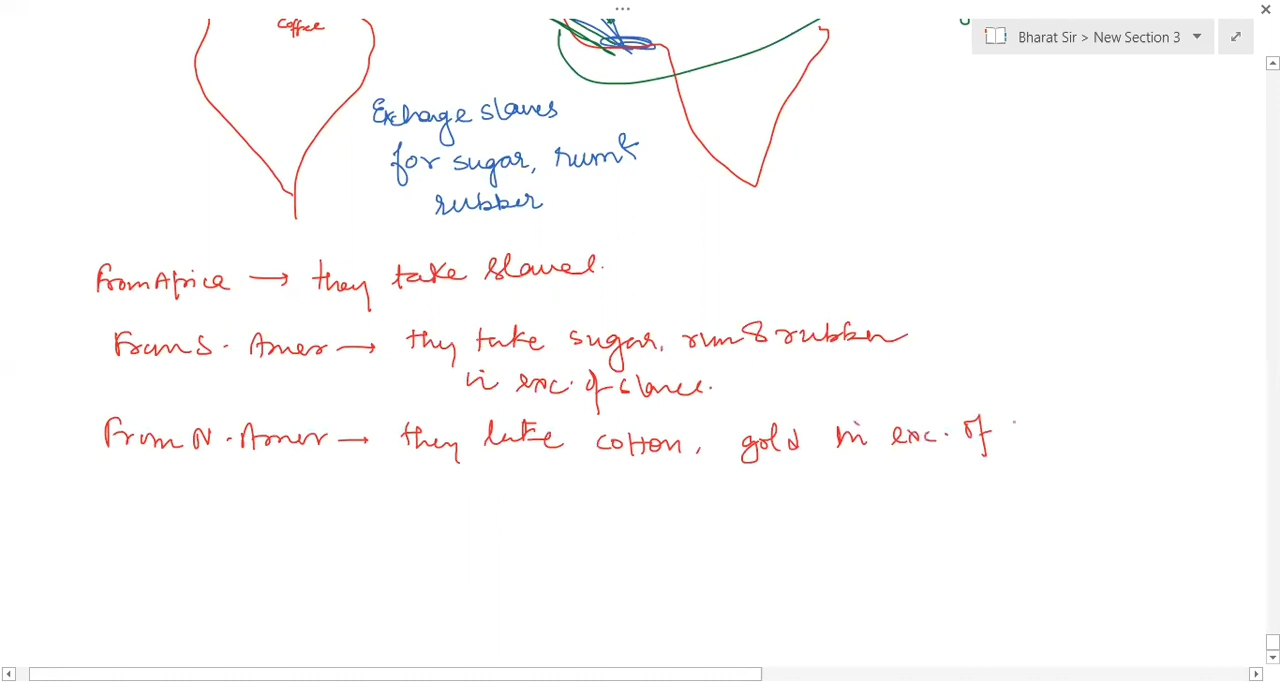 Coffee
Bharat Sir > New Section 3
Exchange slaves
for sugar, rum &
rubber
From Africa → they take slaves.
From S. Amer → thy take sugar, rum & rubber
in exc. of slaves.
From N. Amer → they take cotton, gold in exc. of